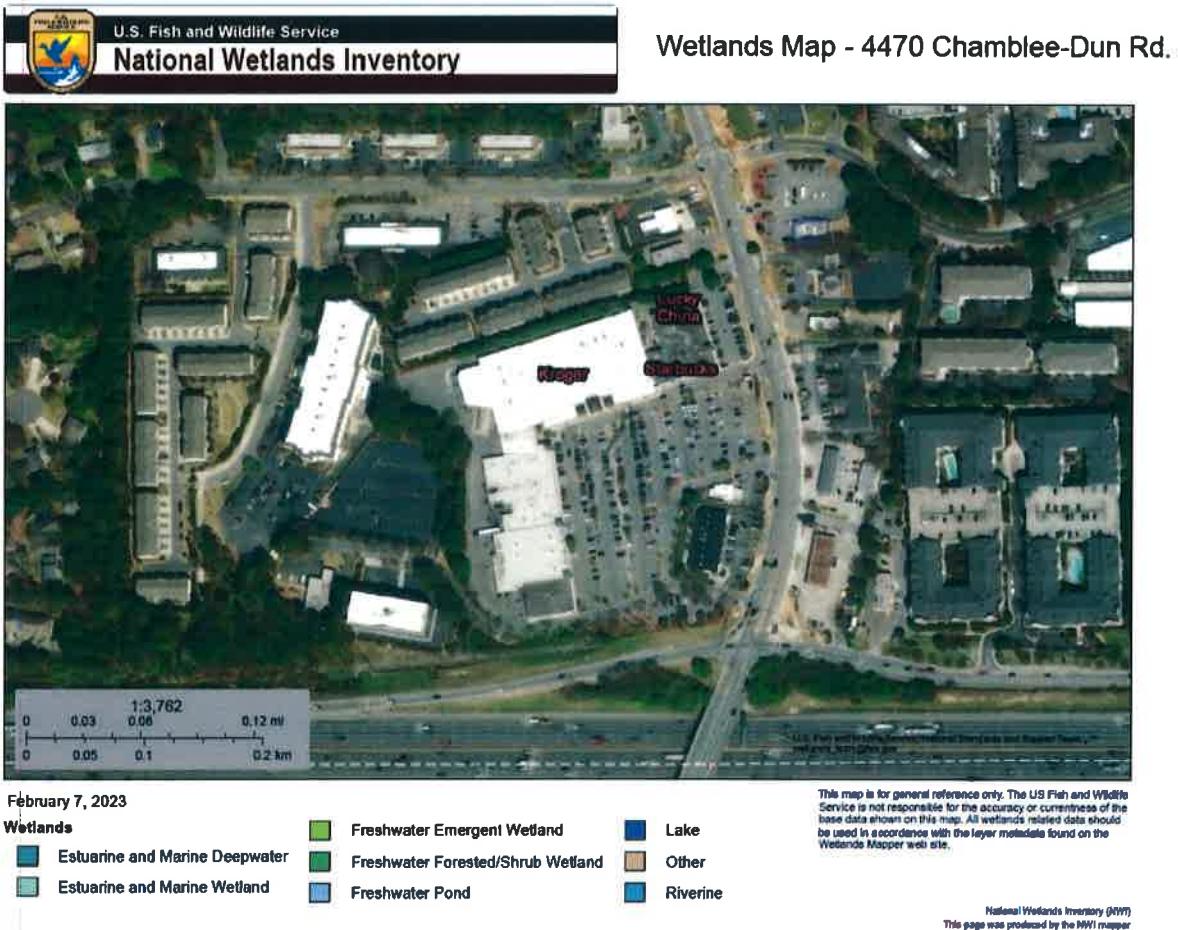 U.S. Fish and Wildlife Service
National Wetlands Inventory
Wetlands Map - 4470 Chamblee-Dun Rd.
Lucky
China
Kroger
Starbucks
1:3,762
0 0.03 0.06 0.12 mi
0 0.05 0.1 0.2 km
February 7, 2023
Wetlands
Estuarine and Marine Deepwater
Estuarine and Marine Wetland
Freshwater Emergent Wetland
Freshwater Forested/Shrub Wetland
Freshwater Pond
Lake
Other
Riverine
This map is for general reference only. The US Fish and Wildlife
Service is not responsible for the accuracy or currentness of the
base data shown on this map. All wetlands related data should
be used in accordance with the layer metadata found on the
Wetlands Mapper web site.
National Wetlands Inventory (NWI)
This page was produced by the NWI mapper